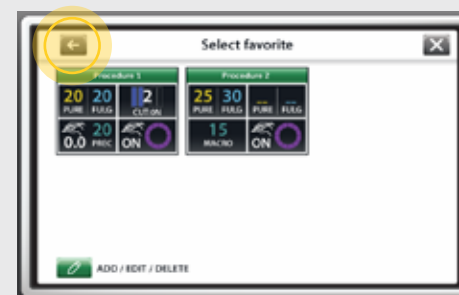 Select favorite
Procedure 1
20 20 2
PURE FULG CUT:ON
0.0 20 PREC ON
Procedure 2
25 30 -- --
PURE FULG PURE FULG
15 MACRO ON
ADD / EDIT / DELETE